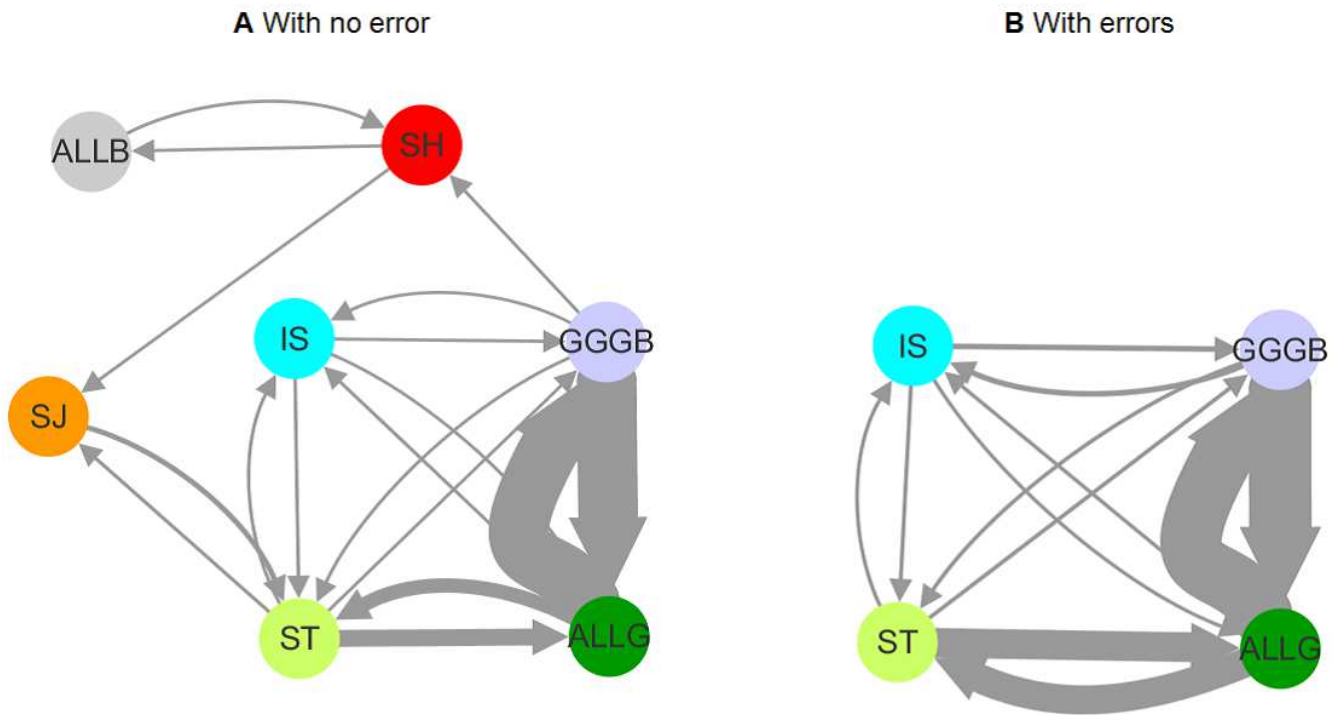 A With no error
B With errors
ALLB
SH
IS
GGGB
SJ
ST
ALLG
IS
GGGB
ST
ALLG